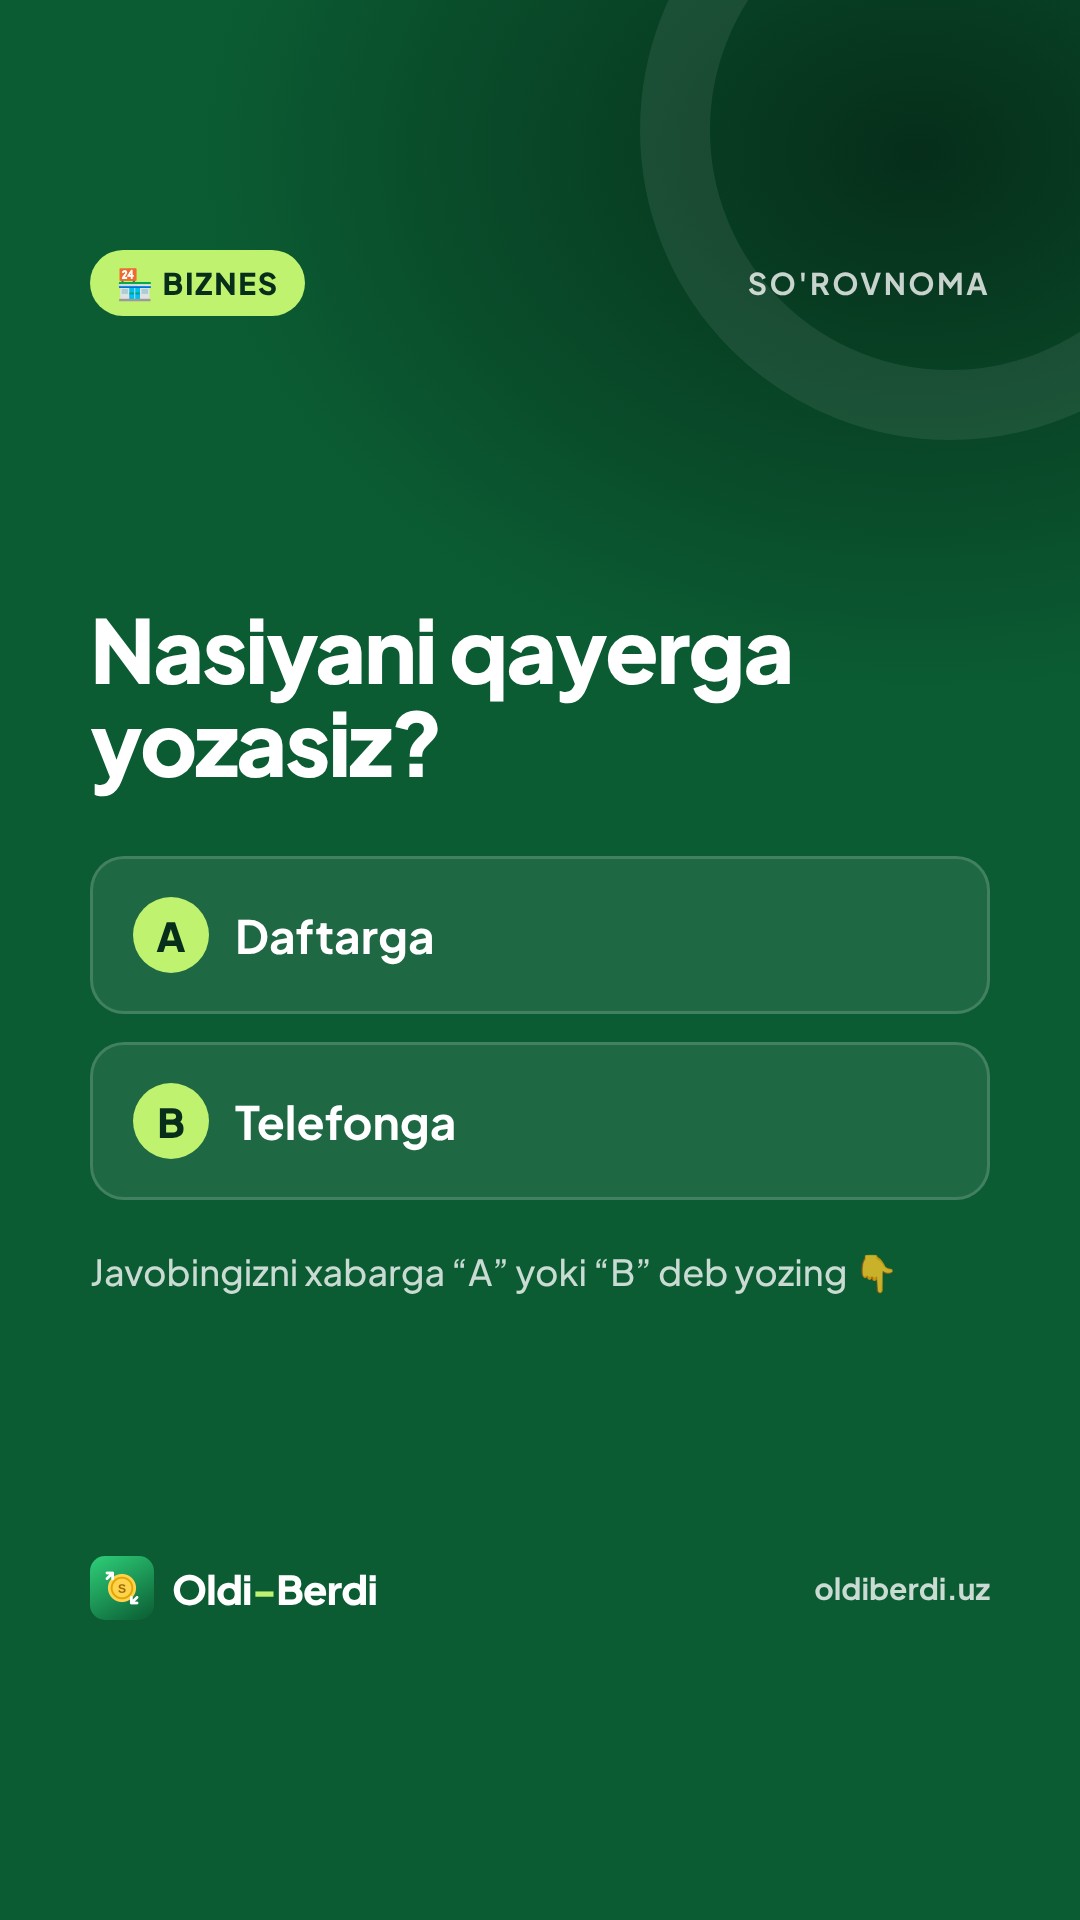 🏪 BIZNES
SO'ROVNOMA
Nasiyani qayerga
yozasiz?
A Daftarga
B Telefonga
Javobingizni xabarga “A” yoki “B” deb yozing 👇
Oldi-Berdi
oldiberdi.uz